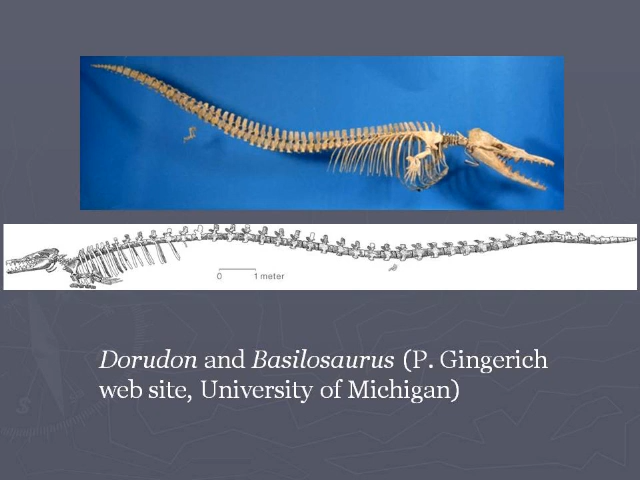 0 1 meter
Dorudon and Basilosaurus (P. Gingerich
web site, University of Michigan)